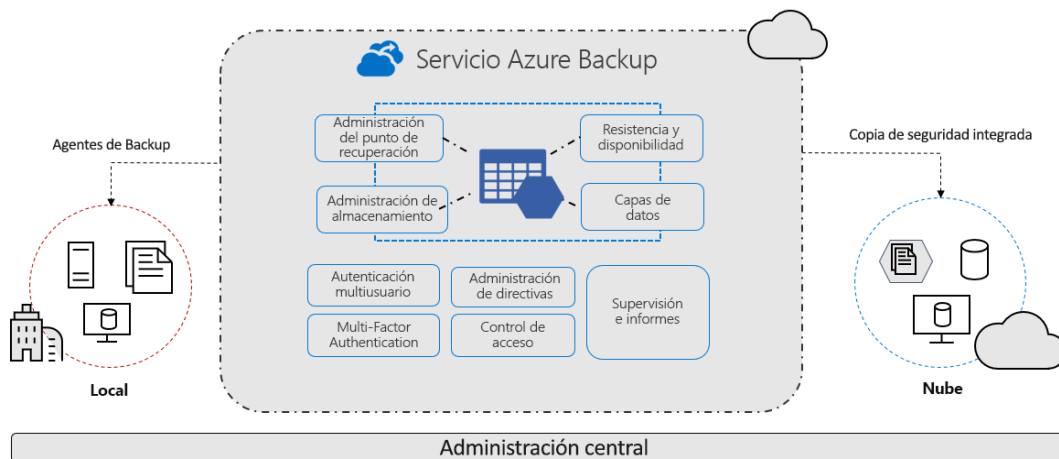 Servicio Azure Backup
Agentes de Backup
Copia de seguridad integrada
Administración
del punto de
recuperación
Resistencia y
disponibilidad
Administración de
almacenamiento
Capas de
datos
Autenticación
multiusuario
Administración
de directivas
Supervisión
e informes
Multi-Factor
Authentication
Control de
acceso
Local
Nube
Administración central